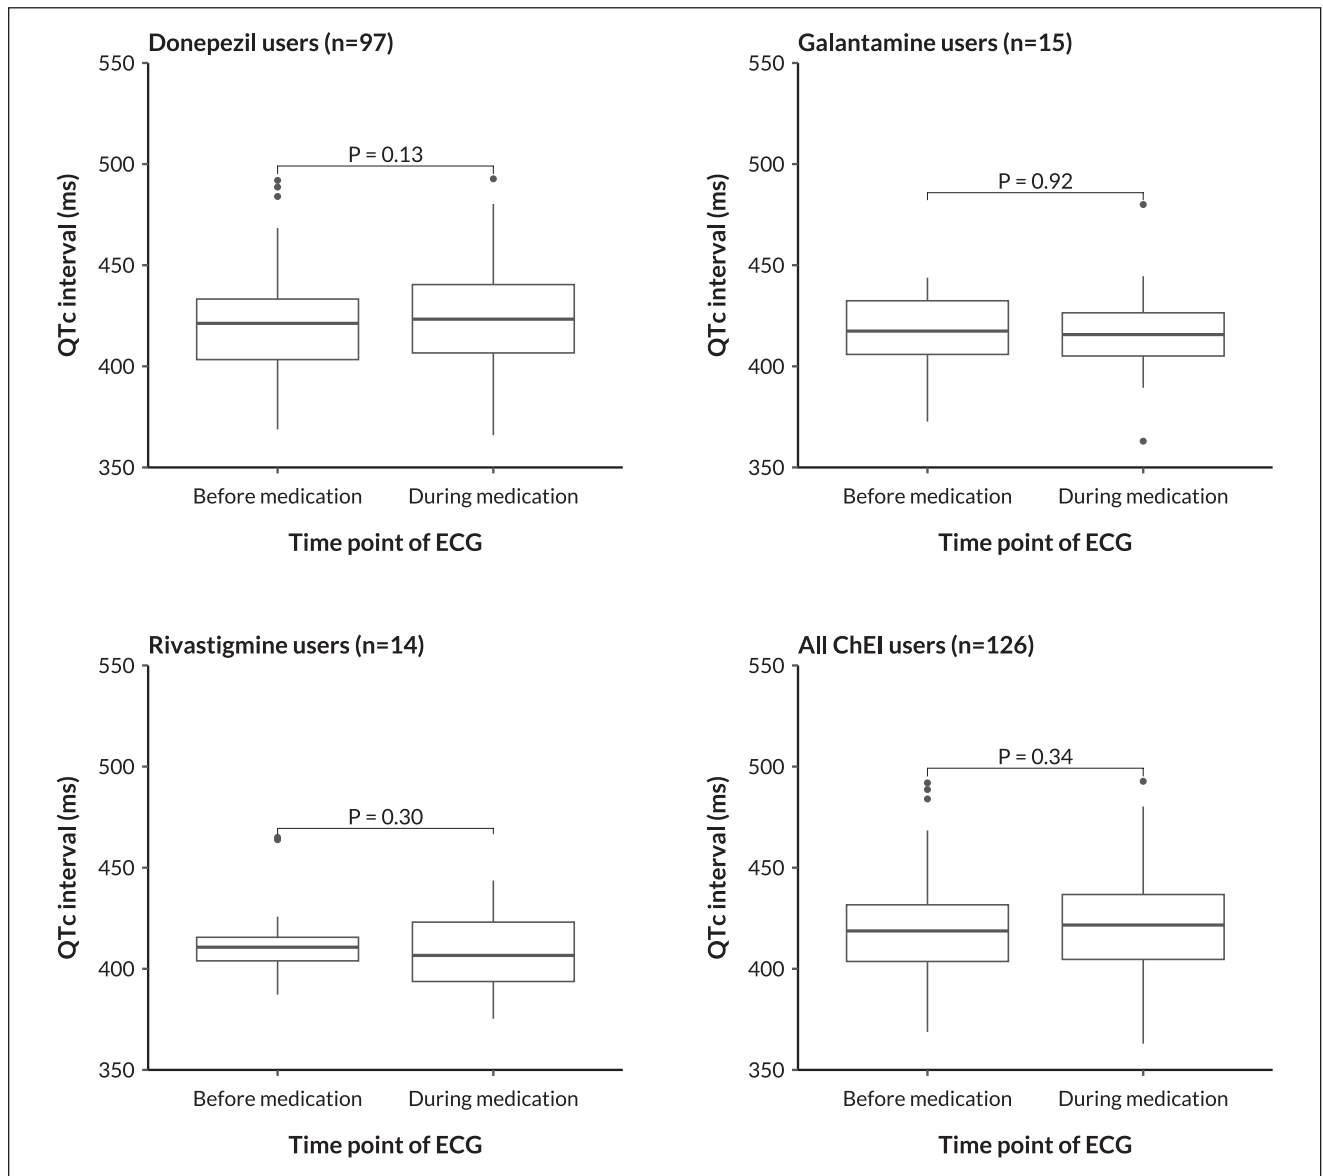 Donepezil users (n=97)
550
500
450
400
350
QTc interval (ms)
P = 0.13
Before medication
During medication
Time point of ECG
Galantamine users (n=15)
550
500
450
400
350
QTc interval (ms)
P = 0.92
Before medication
During medication
Time point of ECG
Rivastigmine users (n=14)
550
500
450
400
350
QTc interval (ms)
P = 0.30
Before medication
During medication
Time point of ECG
All ChEI users (n=126)
550
500
450
400
350
QTc interval (ms)
P = 0.34
Before medication
During medication
Time point of ECG